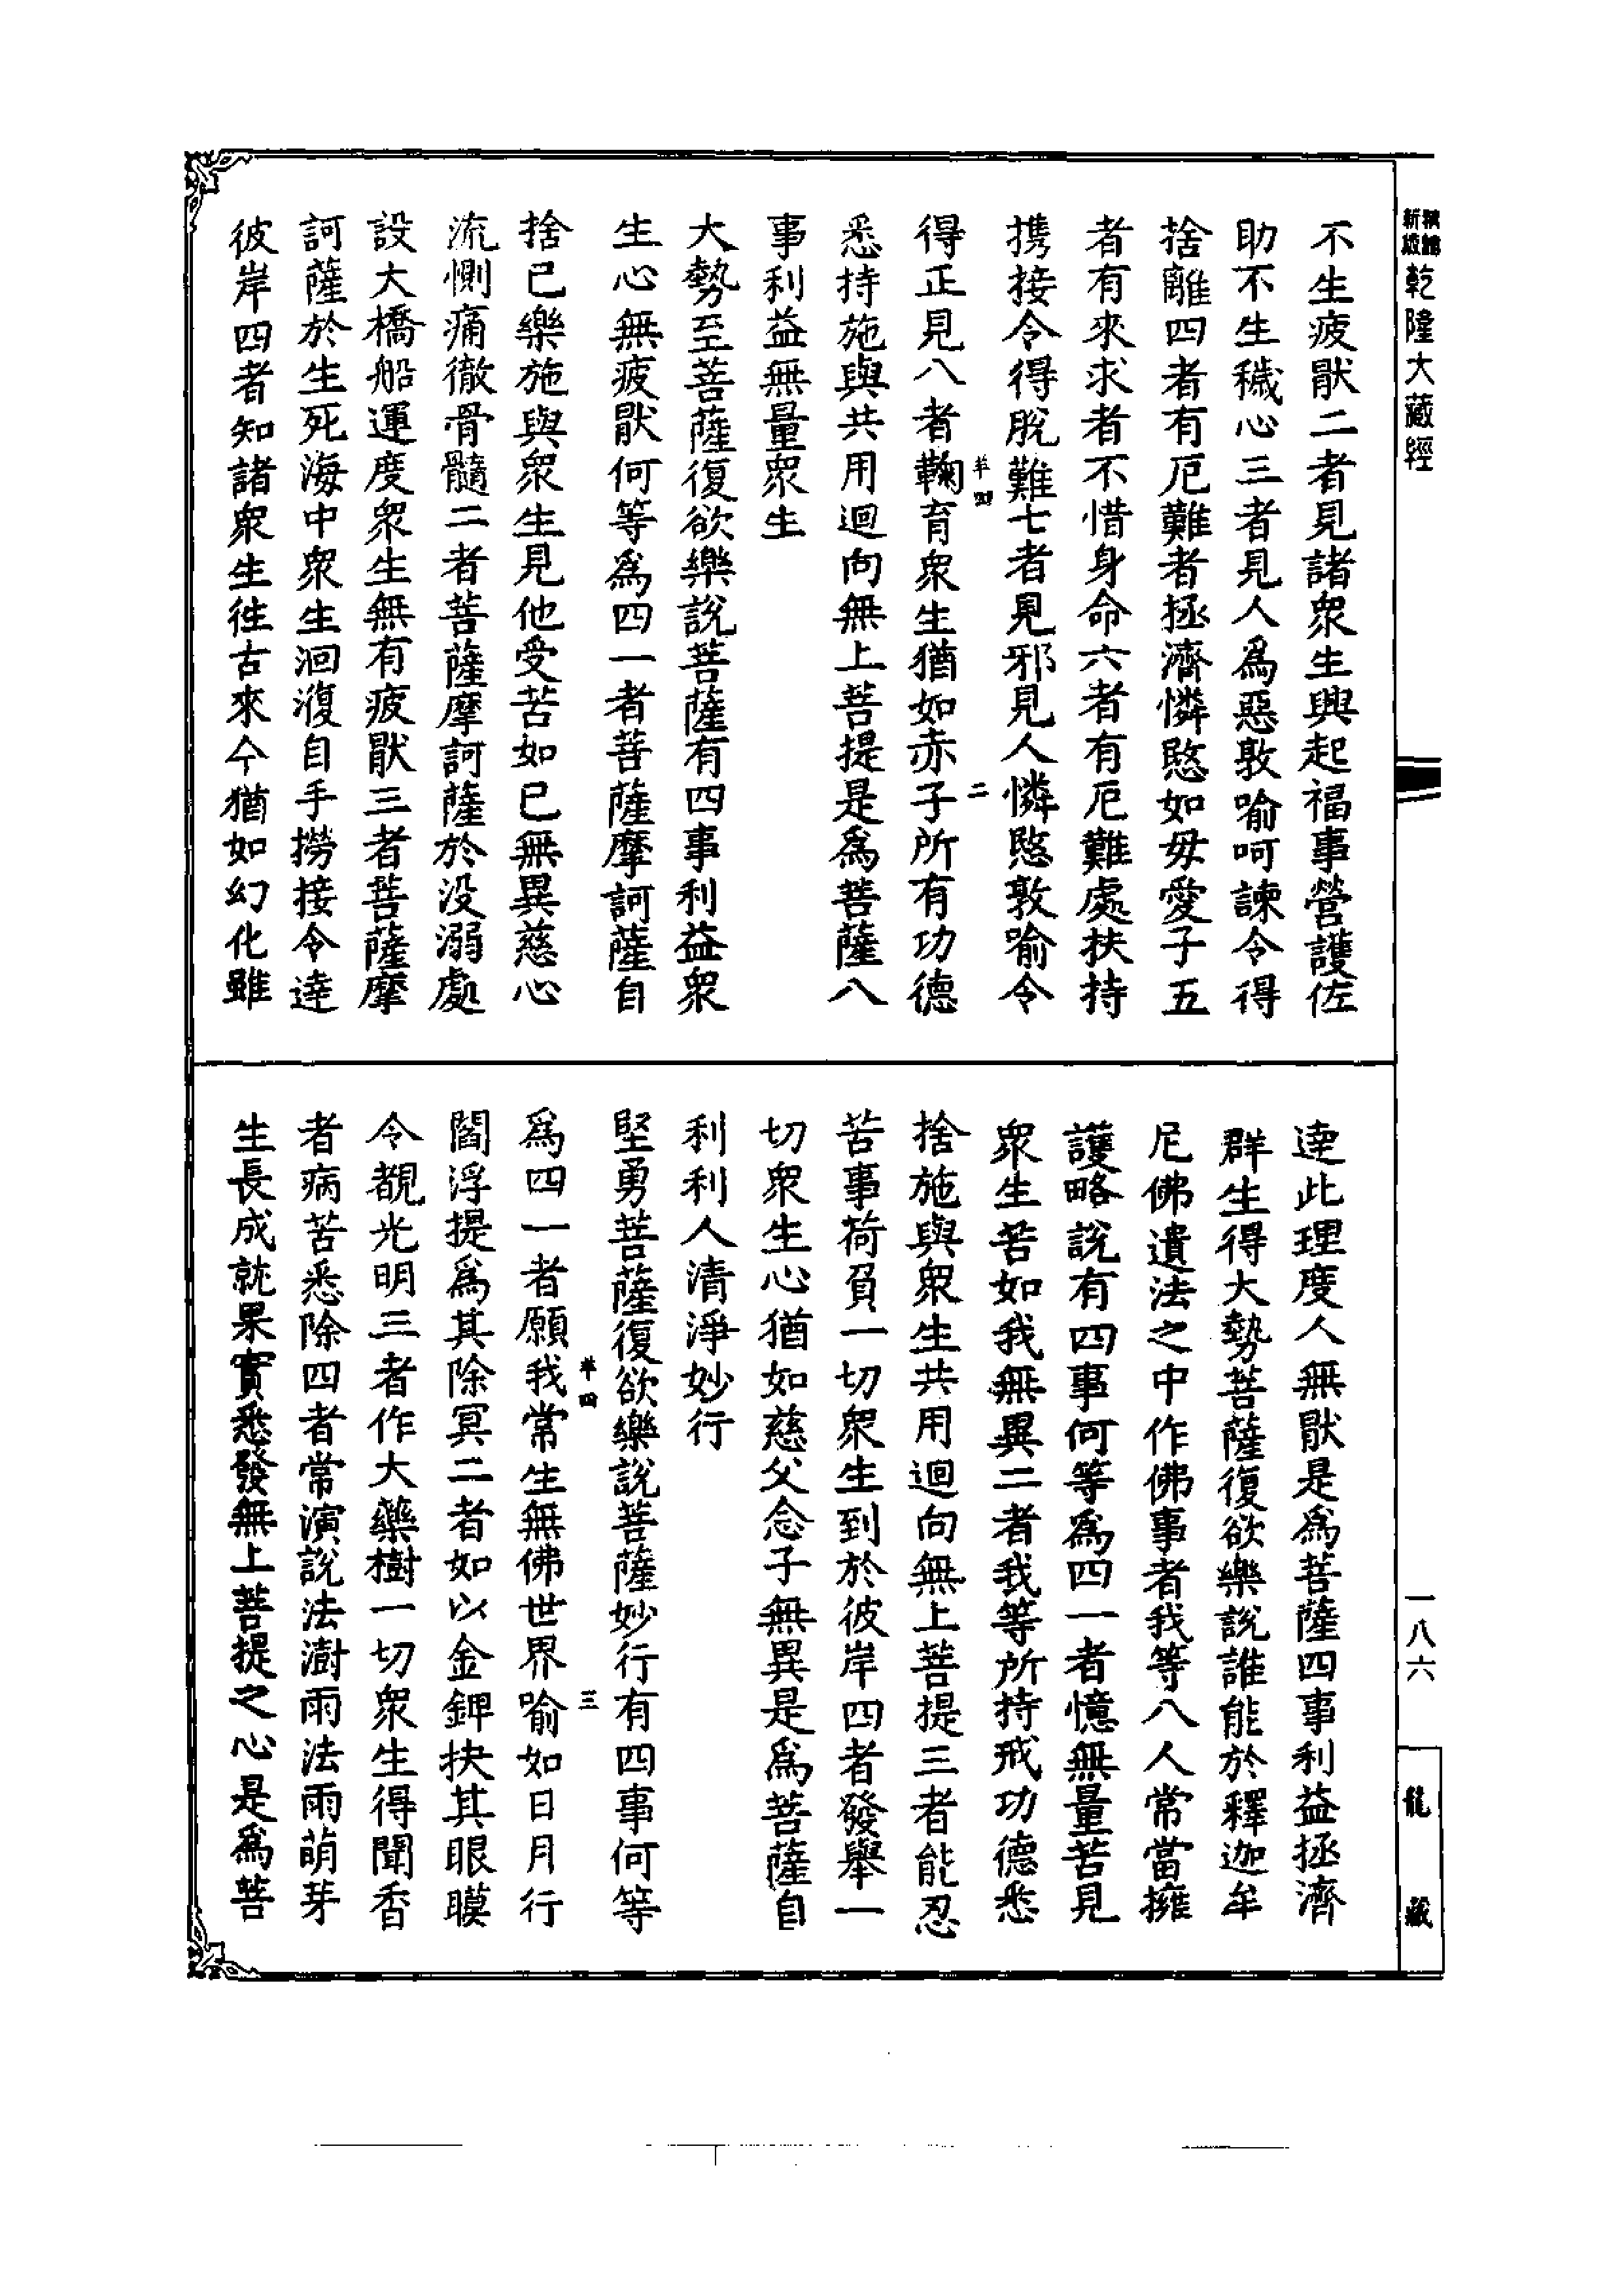 新編縮版
乾隆大藏經
不生疲猒二者見諸衆生興起福事營護佐
助不生穢心三者見人爲惡敦喻呵諫令得
捨離四者有厄難者拯濟憐愍如母愛子五
者有來求者不惜身命六者有厄難處扶持
携接令得脫難七者見邪見人憐愍敦喻令
羊四
二
得正見八者鞠育衆生猶如赤子所有功德
悉持施與共用迴向無上菩提是爲菩薩八
事利益無量衆生
大勢至菩薩復欲樂說菩薩有四事利益衆
生心無疲猒何等爲四一者菩薩摩訶薩自
捨已樂施與衆生見他受苦如已無異慈心
流惻痛徹骨髓二者菩薩摩訶薩於没溺處
設大橋船運度衆生無有疲猒三者菩薩摩
訶薩於生死海中衆生洄澓自手撈接令達
彼岸四者知諸衆生往古來今猶如幻化雖
達此理度人無猒是爲菩薩四事利益拯濟
群生得大勢菩薩復欲樂說誰能於釋迦牟
尼佛遺法之中作佛事者我等八人常當擁
護略說有四事何等爲四一者憶無量苦見
衆生苦如我無異二者我等所持戒功德悉
捨施與衆生共用迴向無上菩提三者能忍
苦事荷負一切衆生到於彼岸四者發舉一
切衆生心猶如慈父念子無異是爲菩薩自
利利人清淨妙行
堅勇菩薩復欲樂說菩薩妙行有四事何等
羊四
三
爲四一者願我常生無佛世界喻如日月行
閻浮提爲其除冥二者如以金錍抉其眼瞙
令覩光明三者作大藥樹一切衆生得聞香
者病苦悉除四者常演說法澍雨法雨萌芽
生長成就果實悉發無上菩提之心是爲菩
一八六
龍藏